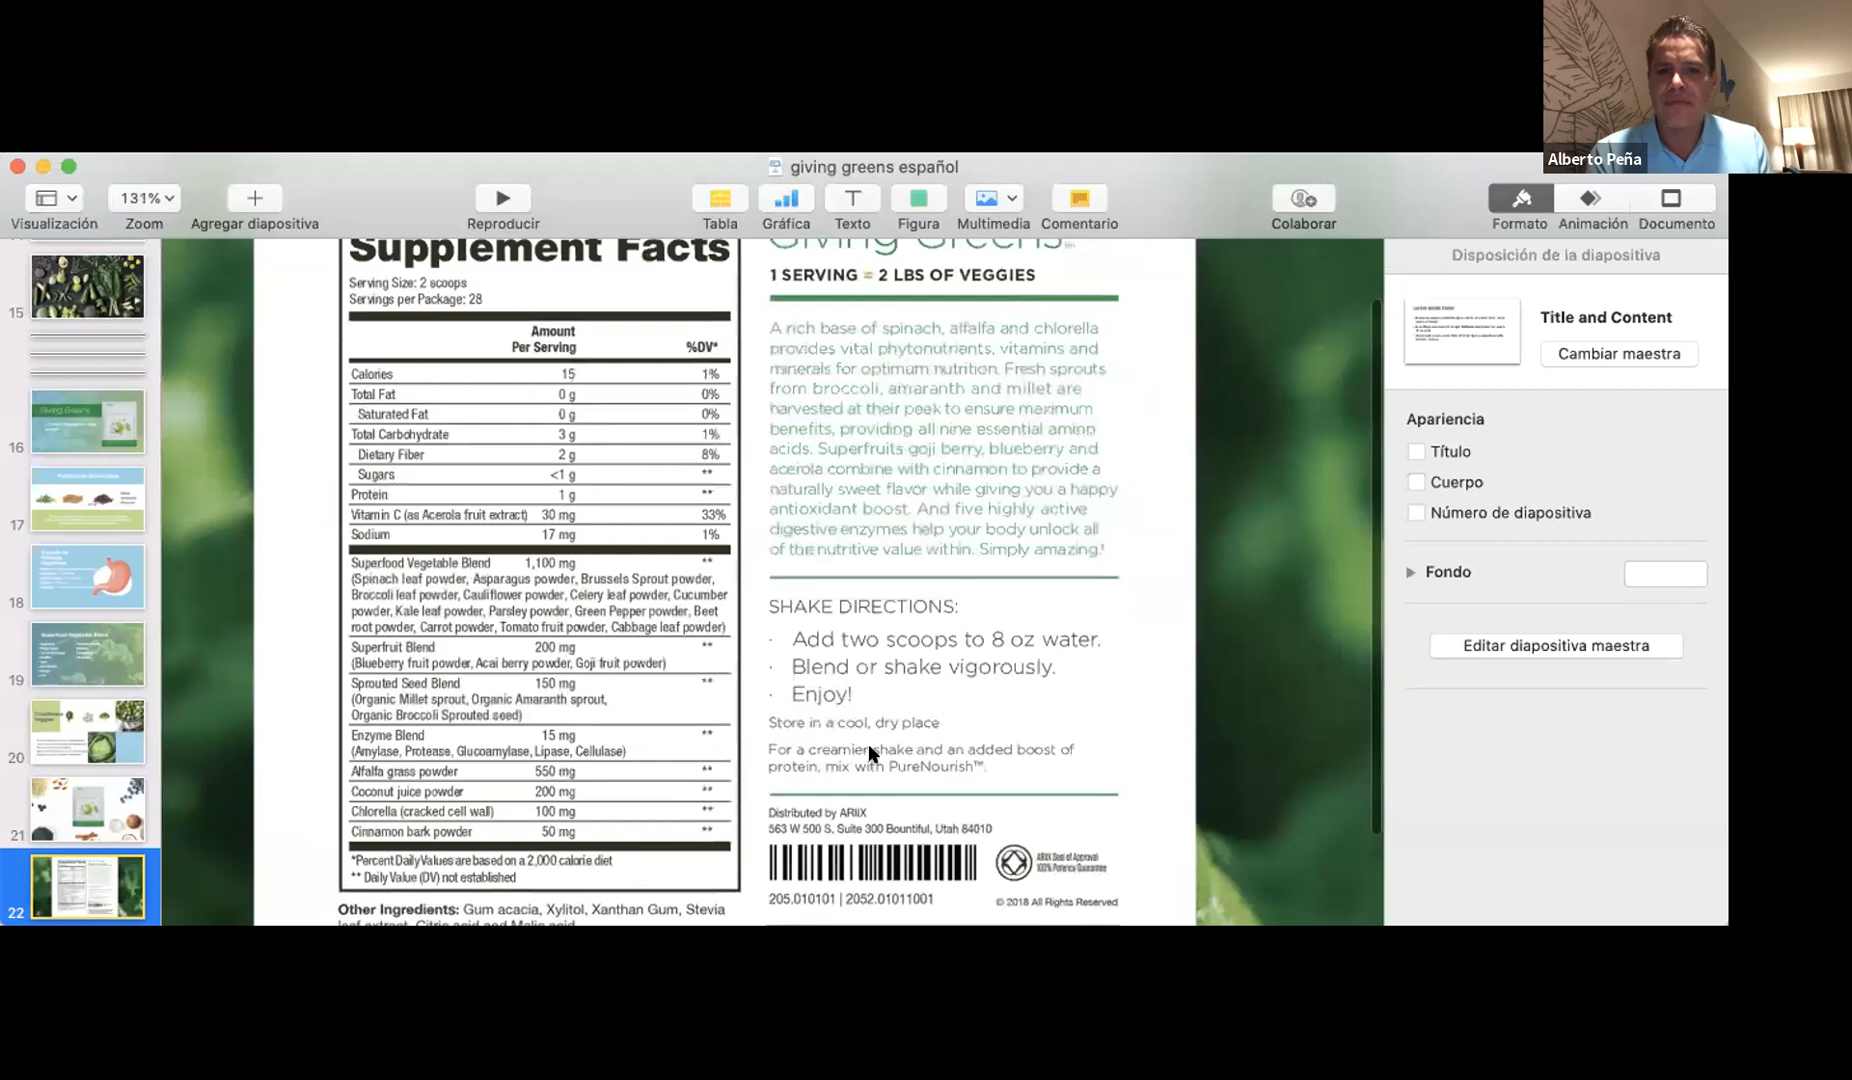 Alberto Peña
giving greens español
131%
Visualización
Zoom
Agregar diapositiva
Reproducir
Tabla
Gráfica
Texto
Figura
Multimedia
Comentario
Colaborar
Formato
Animación
Documento
15
16
17
18
19
20
21
22
Supplement Facts
Serving Size: 2 scoops
Servings per Package: 28
Amount
Per Serving %DV*
Calories 15 1%
Total Fat 0 g 0%
Saturated Fat 0 g 0%
Total Carbohydrate 3 g 1%
Dietary Fiber 2 g 8%
Sugars <1 g **
Protein 1 g **
Vitamin C (as Acerola fruit extract) 30 mg 33%
Sodium 17 mg 1%
Superfood Vegetable Blend 1,100 mg **
(Spinach leaf powder, Asparagus powder, Brussels Sprout powder,
Broccoli leaf powder, Cauliflower powder, Celery leaf powder, Cucumber
powder, Kale leaf powder, Parsley powder, Green Pepper powder, Beet
root powder, Carrot powder, Tomato fruit powder, Cabbage leaf powder)
Superfruit Blend 200 mg **
(Blueberry fruit powder, Acai berry powder, Goji fruit powder)
Sprouted Seed Blend 150 mg **
(Organic Millet sprout, Organic Amaranth sprout,
Organic Broccoli Sprouted seed)
Enzyme Blend 15 mg **
(Amylase, Protease, Glucoamylase, Lipase, Cellulase)
Alfalfa grass powder 550 mg **
Coconut juice powder 200 mg **
Chlorella (cracked cell wall) 100 mg **
Cinnamon bark powder 50 mg **
*Percent Daily Values are based on a 2,000 calorie diet
** Daily Value (DV) not established
Other Ingredients: Gum acacia, Xylitol, Xanthan Gum, Stevia
leaf extract, Citric acid and Malic acid
Giving Greens
1 SERVING = 2 LBS OF VEGGIES
A rich base of spinach, alfalfa and chlorella
provides vital phytonutrients, vitamins and
minerals for optimum nutrition. Fresh sprouts
from broccoli, amaranth and millet are
harvested at their peak to ensure maximum
benefits, providing all nine essential amino
acids. Superfruits goji berry, blueberry and
acerola combine with cinnamon to provide a
naturally sweet flavor while giving you a happy
antioxidant boost. And five highly active
digestive enzymes help your body unlock all
of the nutritive value within. Simply amazing.†
SHAKE DIRECTIONS:
· Add two scoops to 8 oz water.
· Blend or shake vigorously.
· Enjoy!
Store in a cool, dry place
For a creamier shake and an added boost of
protein, mix with PureNourish™.
Distributed by ARIIX
563 W 500 S. Suite 300 Bountiful, Utah 84010
ARIIX Seal of Approval
100% Potency Guarantee
205.010101 | 2052.01011001
© 2018 All Rights Reserved
Disposición de la diapositiva
Title and Content
Cambiar maestra
Apariencia
Título
Cuerpo
Número de diapositiva
Fondo
Editar diapositiva maestra